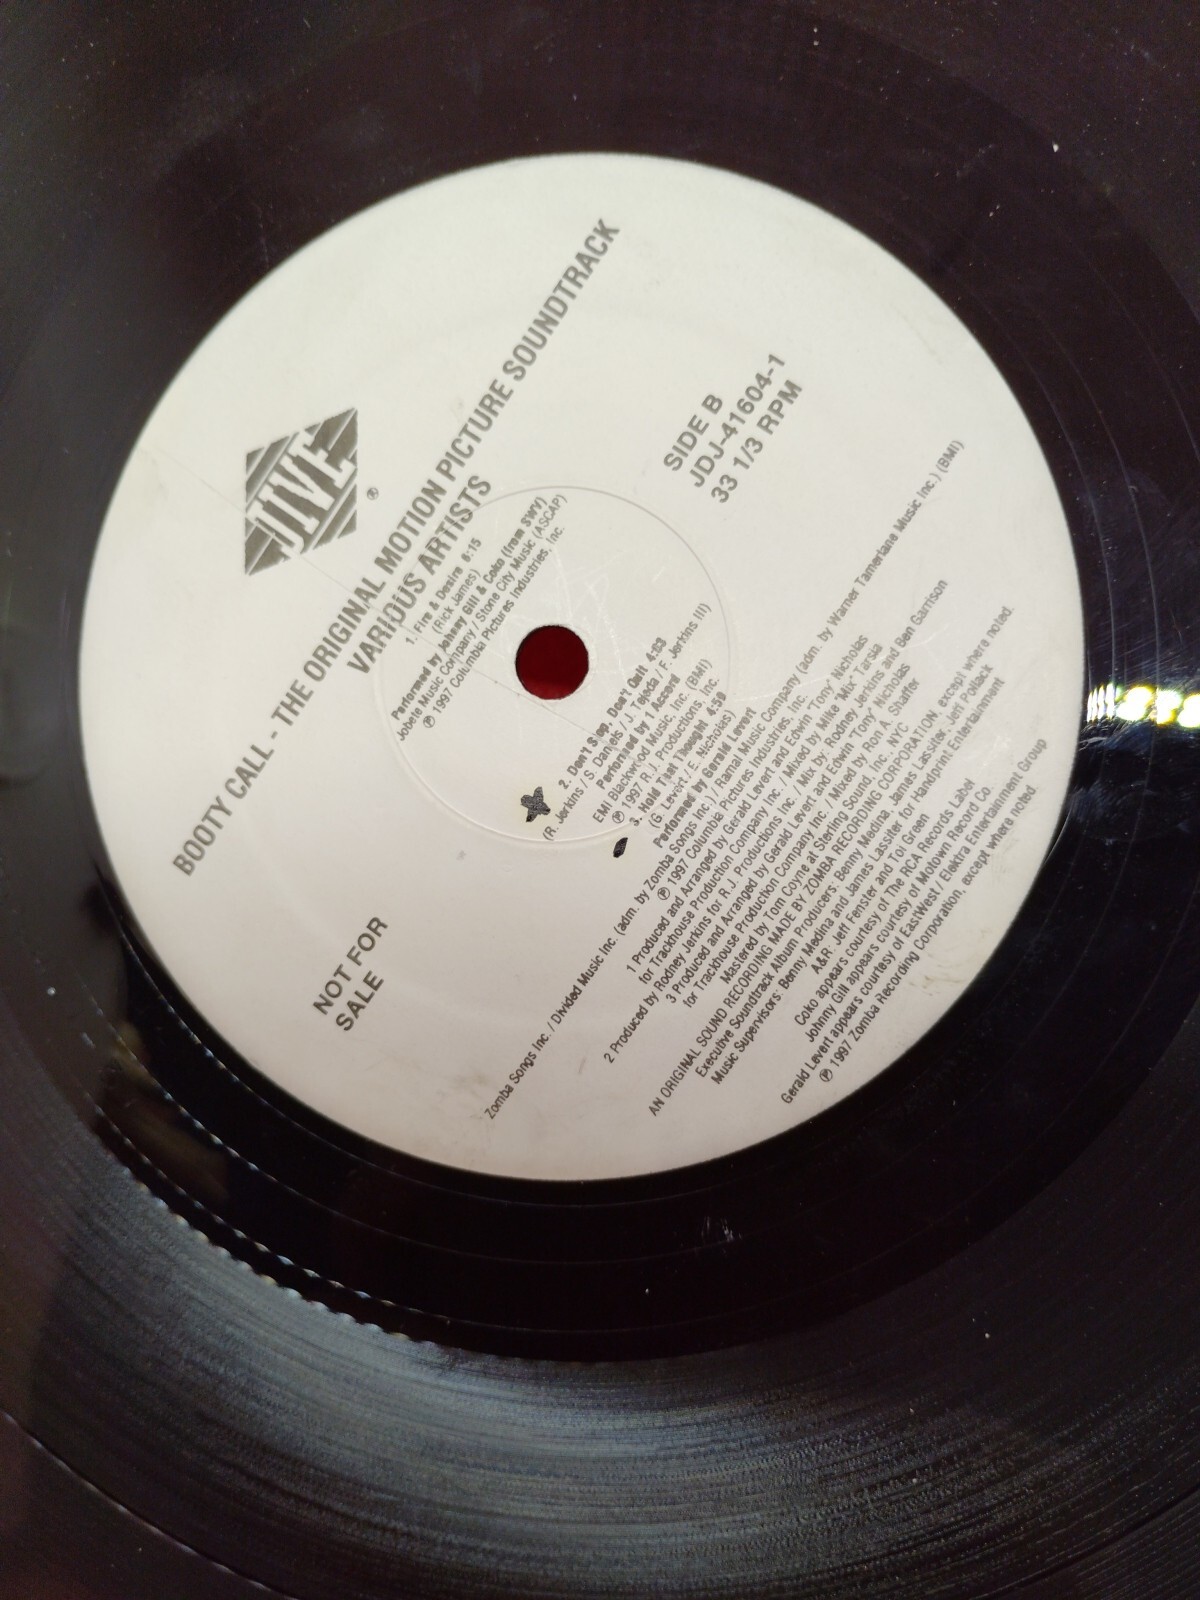 JIVE
®
BOOTY CALL - THE ORIGINAL MOTION PICTURE SOUNDTRACK
VARIOUS ARTISTS
SIDE B
JDJ-41604-1
33 1/3 RPM
NOT FOR
SALE
1. Fire & Desire 6:15
(Rick James)
Performed by Johnny Gill & Coko (from SWV)
Jobete Music Company / Stone City Music (ASCAP)
℗ 1997 Columbia Pictures Industries, Inc.
2. Don't Stop, Don't Quit 4:53
(R. Jerkins / S. Daniels / J. Tejeda / F. Jerkins III)
Performed by 1 Accord
EMI Blackwood Music, Inc. (BMI)
℗ 1997 R.J. Productions, Inc.
3. Hold That Thought 4:59
(G. Levert / E. Nicholas)
Performed by Gerald Levert
Zomba Songs Inc. / Divided Music Inc. (adm. by Zomba Songs Inc.) / Ramal Music Company (adm. by Warner Tamerlane Music Inc.) (BMI)
℗ 1997 Columbia Pictures Industries, Inc.
1 Produced and Arranged by Gerald Levert and Edwin "Tony" Nicholas
for Trackhouse Production Company Inc. / Mixed by Mike "Mix" Tarsia
2 Produced by Rodney Jerkins for R.J. Productions Inc. / Mix by: Rodney Jerkins and Ben Garrison
3 Produced and Arranged by Gerald Levert and Edwin "Tony" Nicholas
for Trackhouse Production Company Inc. / Mixed by Ron A. Shaffer
Mastered by Tom Coyne at Sterling Sound, Inc., NYC
AN ORIGINAL SOUND RECORDING MADE BY ZOMBA RECORDING CORPORATION, except where noted.
Executive Soundtrack Album Producers: Benny Medina, James Lassiter, Jeff Pollack
Music Supervisors: Benny Medina and James Lassiter for Handprint Entertainment
A&R: Jeff Fenster and Toi Green
Coko appears courtesy of The RCA Records Label
Johnny Gill appears courtesy of Motown Record Co.
Gerald Levert appears courtesy of EastWest / Elektra Entertainment Group
℗ 1997 Zomba Recording Corporation, except where noted.